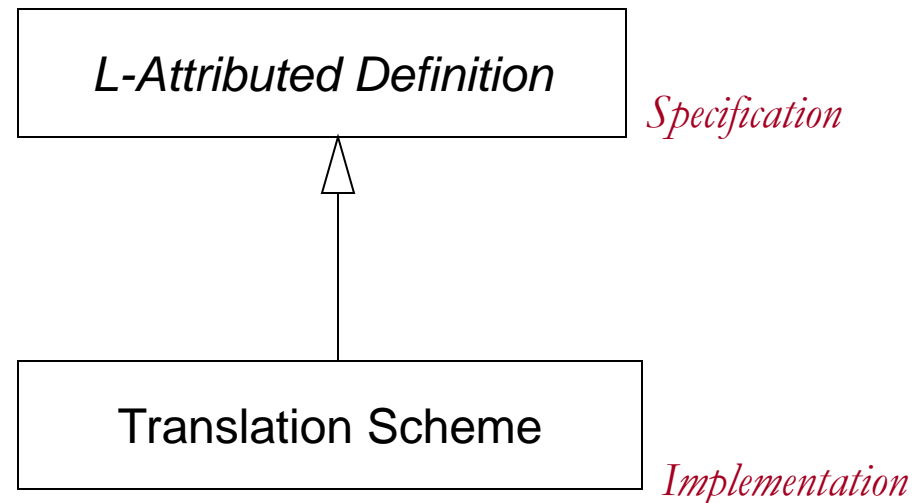 L-Attributed Definition
Specification
Translation Scheme
Implementation